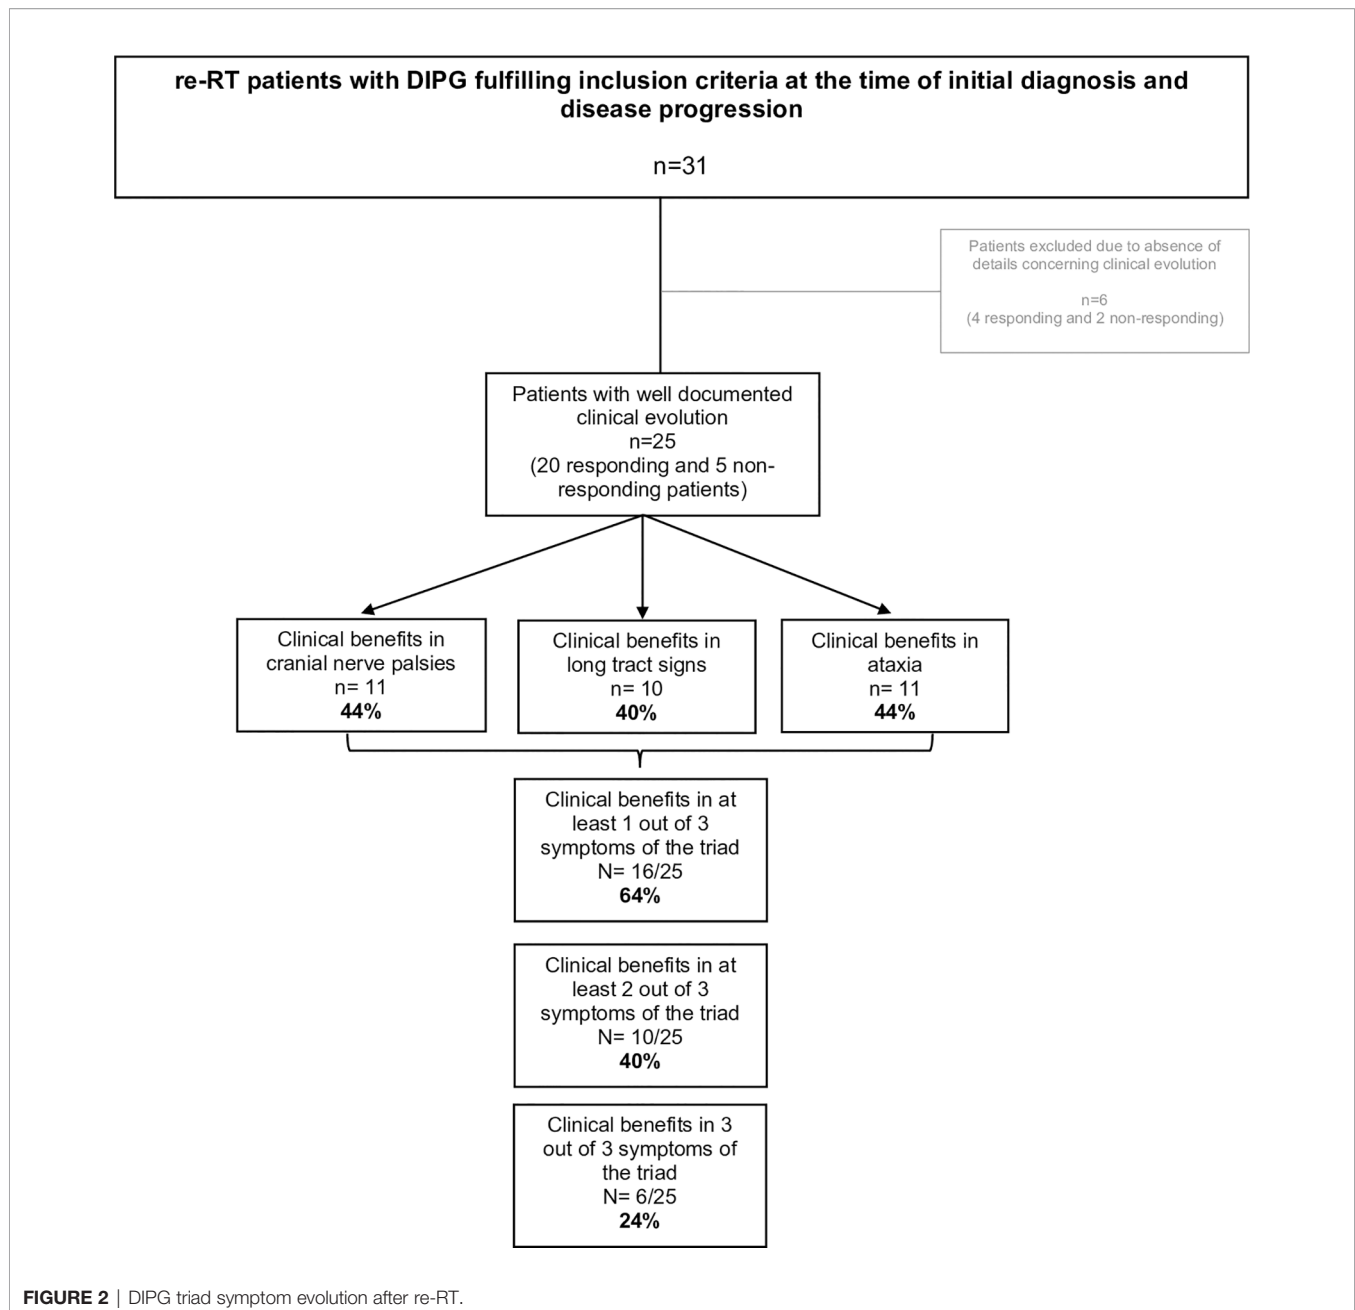 re-RT patients with DIPG fulfilling inclusion criteria at the time of initial diagnosis and
disease progression
n=31
Patients excluded due to absence of
details concerning clinical evolution
n=6
(4 responding and 2 non-responding)
Patients with well documented
clinical evolution
n=25
(20 responding and 5 non-
responding patients)
Clinical benefits in
cranial nerve palsies
n= 11
44%
Clinical benefits in
long tract signs
n= 10
40%
Clinical benefits in
ataxia
n= 11
44%
Clinical benefits in at
least 1 out of 3
symptoms of the triad
N= 16/25
64%
Clinical benefits in at
least 2 out of 3
symptoms of the triad
N= 10/25
40%
Clinical benefits in 3
out of 3 symptoms of
the triad
N= 6/25
24%
FIGURE 2 | DIPG triad symptom evolution after re-RT.